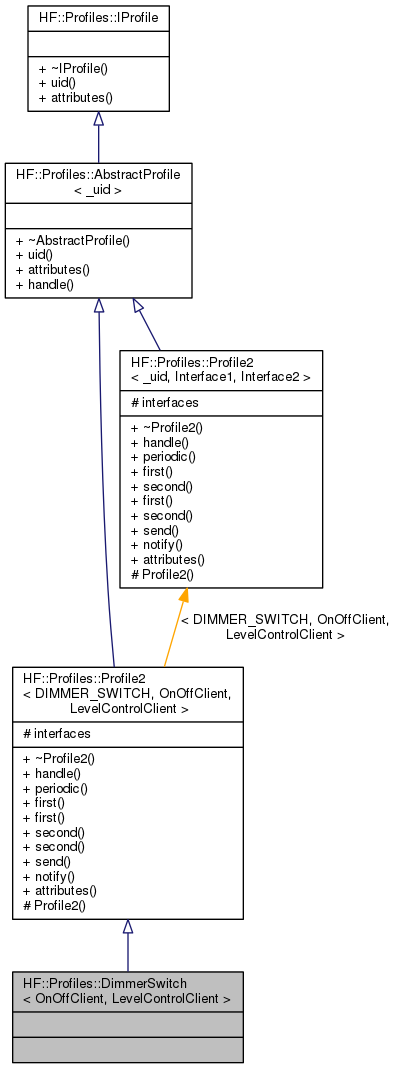 HF::Profiles::IProfile
+ ~IProfile()
+ uid()
+ attributes()
HF::Profiles::AbstractProfile
< _uid >
+ ~AbstractProfile()
+ uid()
+ attributes()
+ handle()
HF::Profiles::Profile2
< _uid, Interface1, Interface2 >
# interfaces
+ ~Profile2()
+ handle()
+ periodic()
+ first()
+ second()
+ first()
+ second()
+ send()
+ notify()
+ attributes()
# Profile2()
< DIMMER_SWITCH, OnOffClient,
LevelControlClient >
HF::Profiles::Profile2
< DIMMER_SWITCH, OnOffClient,
LevelControlClient >
# interfaces
+ ~Profile2()
+ handle()
+ periodic()
+ first()
+ first()
+ second()
+ second()
+ send()
+ notify()
+ attributes()
# Profile2()
HF::Profiles::DimmerSwitch
< OnOffClient, LevelControlClient >